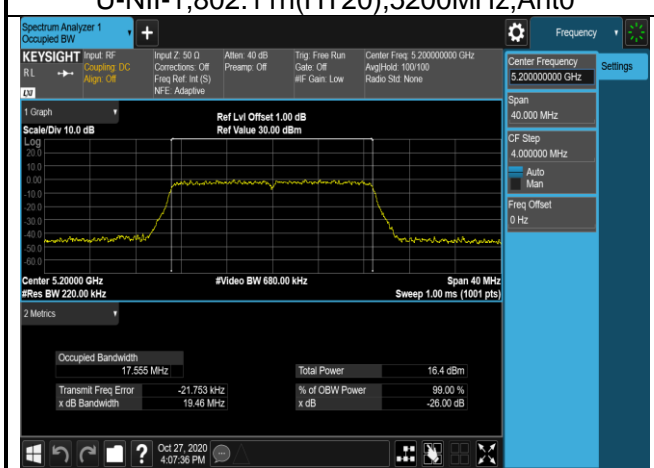 U-NII-1,802.11n(HT20),5200MHz,Ant0
Spectrum Analyzer 1
Occupied BW
KEYSIGHT
R L
Input: RF
Coupling: DC
Align: Off
Input Z: 50 Ω
Corrections: Off
Freq Ref: Int (S)
NFE: Adaptive
Atten: 40 dB
Preamp: Off
Trig: Free Run
Gate: Off
#IF Gain: Low
Center Freq: 5.200000000 GHz
Avg|Hold: 100/100
Radio Std: None
1 Graph
Scale/Div 10.0 dB
Ref Lvl Offset 1.00 dB
Ref Value 30.00 dBm
Log
20.0
10.0
0.00
-10.0
-20.0
-30.0
-40.0
-50.0
-60.0
Center 5.20000 GHz
#Res BW 220.00 kHz
#Video BW 680.00 kHz
Span 40 MHz
Sweep 1.00 ms (1001 pts)
2 Metrics
Occupied Bandwidth
17.555 MHz
Total Power 16.4 dBm
Transmit Freq Error -21.753 kHz
% of OBW Power 99.00 %
x dB Bandwidth 19.46 MHz
x dB -26.00 dB
Oct 27, 2020
4:07:36 PM
Frequency
Settings
Center Frequency
5.200000000 GHz
Span
40.000 MHz
CF Step
4.000000 MHz
Auto
Man
Freq Offset
0 Hz